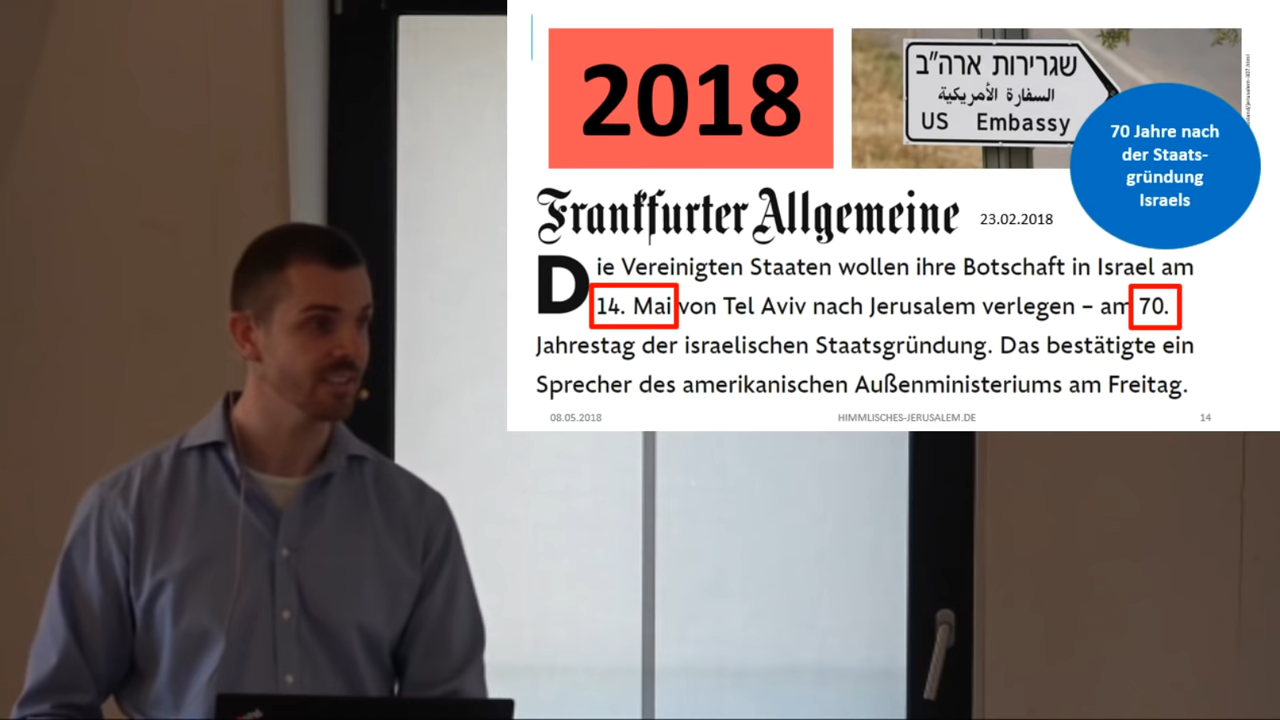 2018
שגרירות ארה"ב
السفارة الأمريكية
US Embassy
70 Jahre nach
der Staats-
gründung
Israels
Frankfurter Allgemeine
23.02.2018
Die Vereinigten Staaten wollen ihre Botschaft in Israel am
14. Mai von Tel Aviv nach Jerusalem verlegen – am 70.
Jahrestag der israelischen Staatsgründung. Das bestätigte ein
Sprecher des amerikanischen Außenministeriums am Freitag.
08.05.2018
HIMMLISCHES-JERUSALEM.DE
14